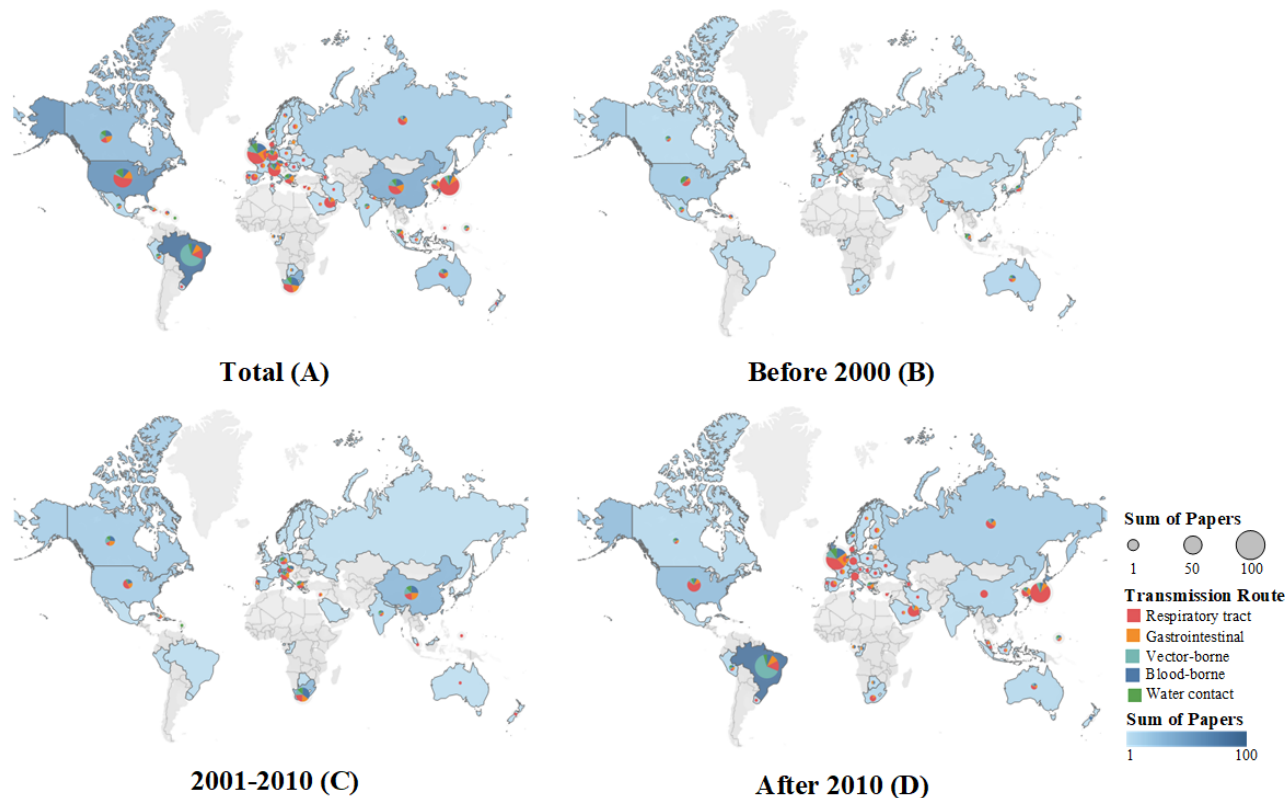 Total (A)
Before 2000 (B)
2001-2010 (C)
After 2010 (D)
Sum of Papers
1 50 100
Transmission Route
Respiratory tract
Gastrointestinal
Vector-borne
Blood-borne
Water contact
Sum of Papers
1 100